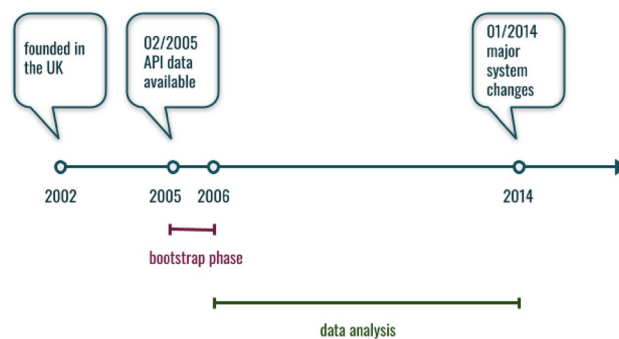 founded in
the UK
02/2005
API data
available
01/2014
major
system
changes
2002
2005
2006
2014
bootstrap phase
data analysis